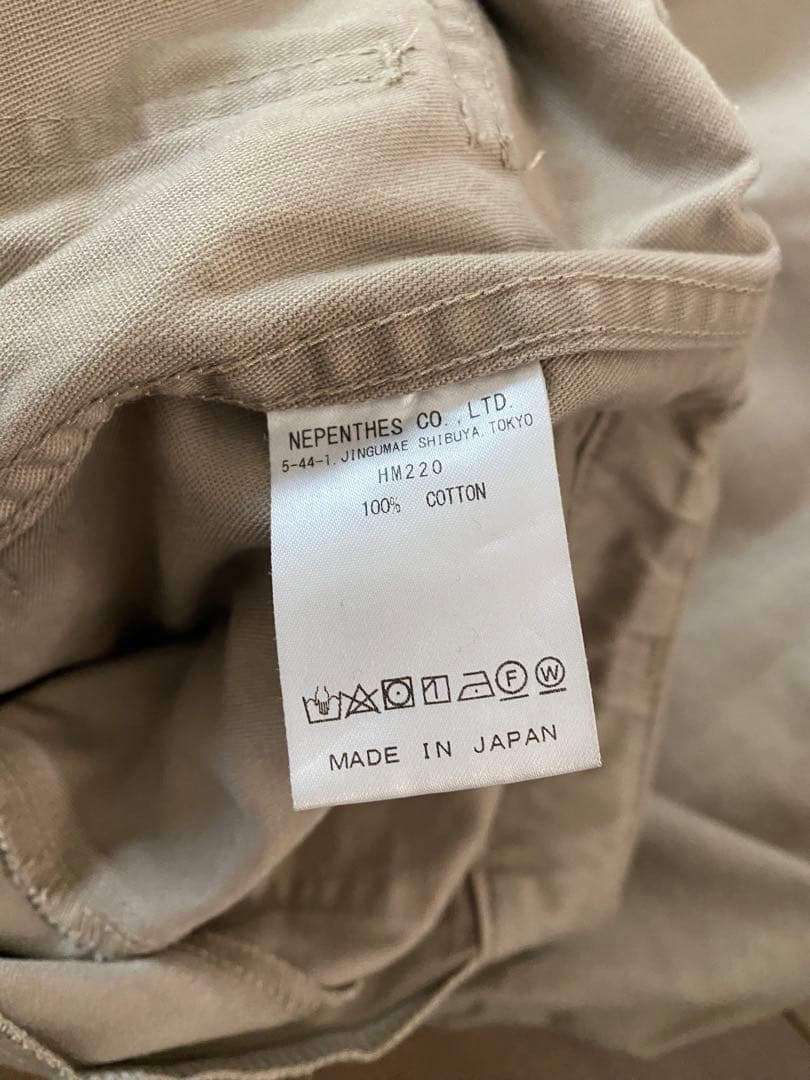 NEPENTHES CO.,LTD.
5-44-1, JINGUMAE SHIBUYA, TOKYO
HM220
100% COTTON
F W
MADE IN JAPAN